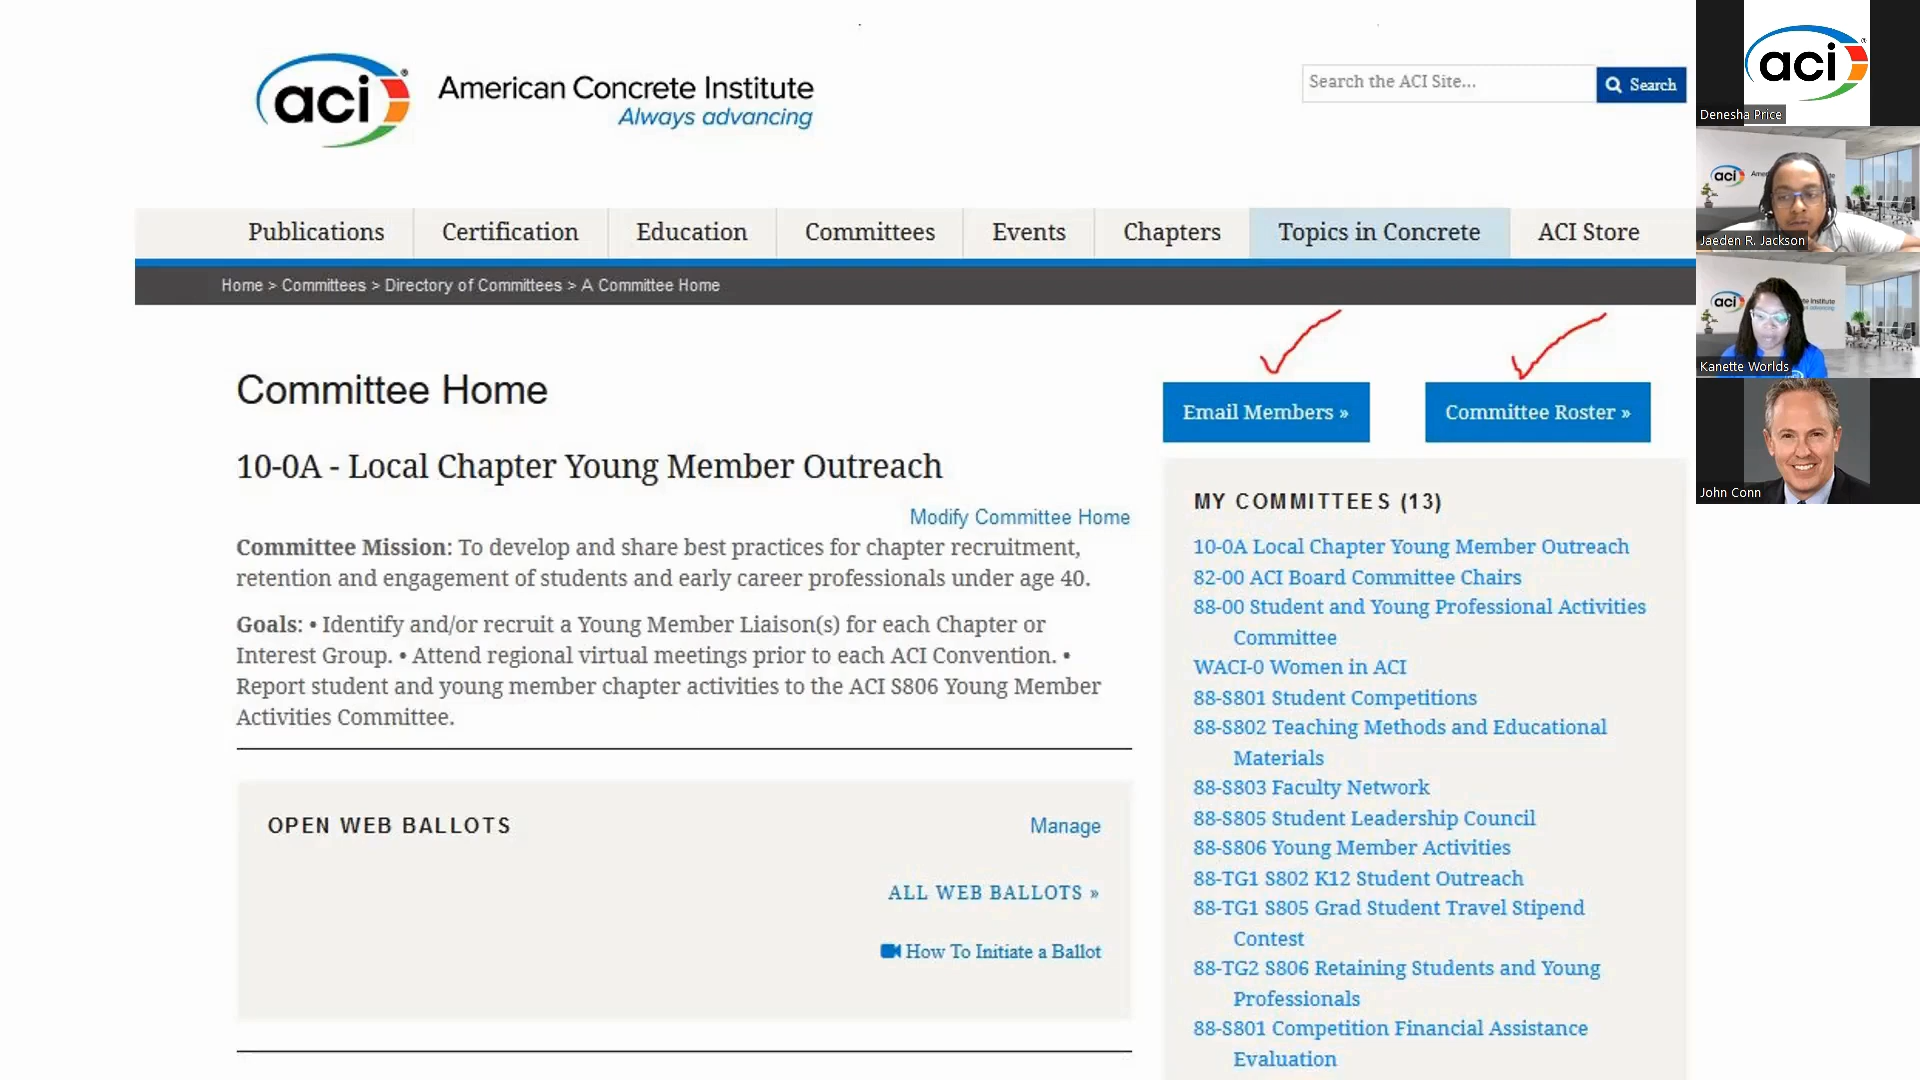 aci®
American Concrete Institute
Always advancing
Search the ACI Site...
Search
Publications
Certification
Education
Committees
Events
Chapters
Topics in Concrete
ACI Store
Home > Committees > Directory of Committees > A Committee Home
Committee Home
10-0A - Local Chapter Young Member Outreach
Modify Committee Home
Committee Mission: To develop and share best practices for chapter recruitment,
retention and engagement of students and early career professionals under age 40.
Goals: • Identify and/or recruit a Young Member Liaison(s) for each Chapter or
Interest Group. • Attend regional virtual meetings prior to each ACI Convention. •
Report student and young member chapter activities to the ACI S806 Young Member
Activities Committee.
OPEN WEB BALLOTS
Manage
ALL WEB BALLOTS »
How To Initiate a Ballot
Email Members »
Committee Roster »
MY COMMITTEES (13)
10-0A Local Chapter Young Member Outreach
82-00 ACI Board Committee Chairs
88-00 Student and Young Professional Activities
Committee
WACI-0 Women in ACI
88-S801 Student Competitions
88-S802 Teaching Methods and Educational
Materials
88-S803 Faculty Network
88-S805 Student Leadership Council
88-S806 Young Member Activities
88-TG1 S802 K12 Student Outreach
88-TG1 S805 Grad Student Travel Stipend
Contest
88-TG2 S806 Retaining Students and Young
Professionals
88-S801 Competition Financial Assistance
Evaluation
aci®
Denesha Price
aci
Jaeden R. Jackson
aci
Institute
Kanette Worlds
John Conn